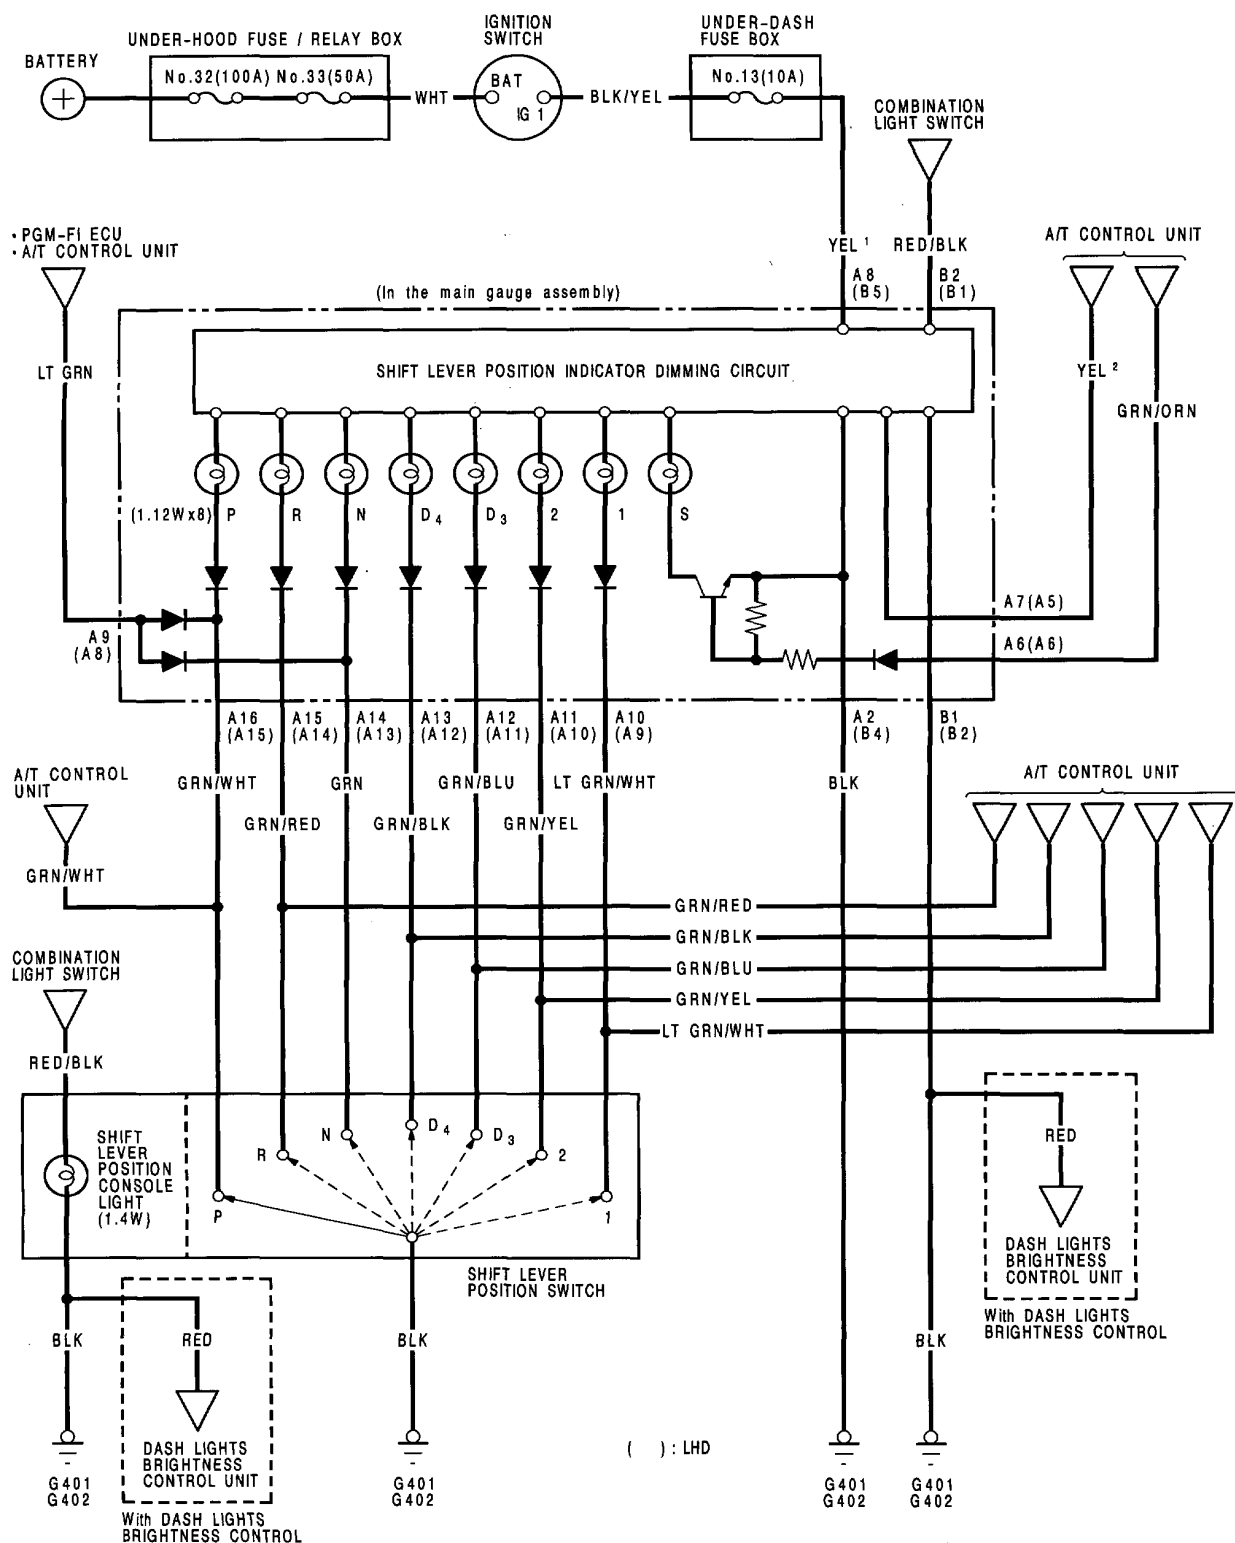 IGNITION
SWITCH
UNDER-DASH
FUSE BOX
UNDER-HOOD FUSE / RELAY BOX
BATTERY
No.32(100A) No.33(50A)
BAT
IG 1
No.13(10A)
WHT
BLK/YEL
COMBINATION
LIGHT SWITCH
• PGM-FI ECU
• A/T CONTROL UNIT
YEL 1
RED/BLK
A/T CONTROL UNIT
A8
(B5)
B2
(B1)
(In the main gauge assembly)
LT GRN
SHIFT LEVER POSITION INDICATOR DIMMING CIRCUIT
YEL 2
GRN/ORN
(1.12Wx8) P
R
N
D4
D3
2
1
S
A7(A5)
A9
(A8)
A6(A6)
A16
(A15)
A15
(A14)
A14
(A13)
A13
(A12)
A12
(A11)
A11
(A10)
A10
(A9)
A2
(B4)
B1
(B2)
A/T CONTROL
UNIT
GRN/WHT
GRN
GRN/BLU
LT GRN/WHT
BLK
A/T CONTROL UNIT
GRN/RED
GRN/BLK
GRN/YEL
GRN/WHT
GRN/RED
GRN/BLK
GRN/BLU
GRN/YEL
LT GRN/WHT
COMBINATION
LIGHT SWITCH
RED/BLK
SHIFT
LEVER
POSITION
CONSOLE
LIGHT
(1.4W)
P
R
N
D4
D3
2
1
SHIFT LEVER
POSITION SWITCH
RED
DASH LIGHTS
BRIGHTNESS
CONTROL UNIT
With DASH LIGHTS
BRIGHTNESS CONTROL
BLK
RED
BLK
BLK
DASH LIGHTS
BRIGHTNESS
CONTROL UNIT
With DASH LIGHTS
BRIGHTNESS CONTROL
( ) : LHD
G401
G402
G401
G402
G401
G402
G401
G402